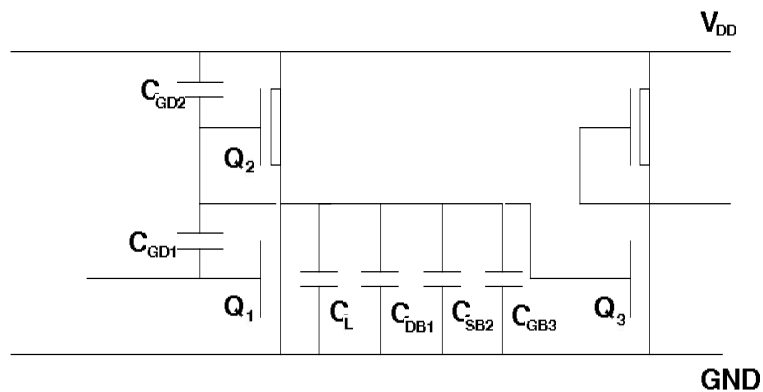 V_DD
C_GD2
Q_2
C_GD1
Q_1
C_L
C_DB1
C_SB2
C_GB3
Q_3
GND